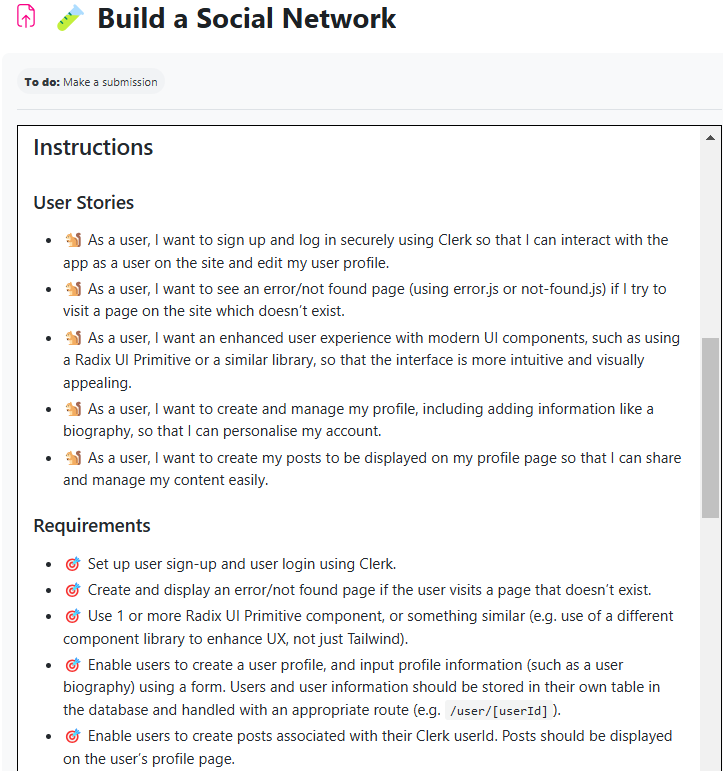 Build a Social Network
To do: Make a submission
Instructions
User Stories
As a user, I want to sign up and log in securely using Clerk so that I can interact with the
app as a user on the site and edit my user profile.
As a user, I want to see an error/not found page (using error.js or not-found.js) if I try to
visit a page on the site which doesn’t exist.
As a user, I want an enhanced user experience with modern UI components, such as using
a Radix UI Primitive or a similar library, so that the interface is more intuitive and visually
appealing.
As a user, I want to create and manage my profile, including adding information like a
biography, so that I can personalise my account.
As a user, I want to create my posts to be displayed on my profile page so that I can share
and manage my content easily.
Requirements
Set up user sign-up and user login using Clerk.
Create and display an error/not found page if the user visits a page that doesn’t exist.
Use 1 or more Radix UI Primitive component, or something similar (e.g. use of a different
component library to enhance UX, not just Tailwind).
Enable users to create a user profile, and input profile information (such as a user
biography) using a form. Users and user information should be stored in their own table in
the database and handled with an appropriate route (e.g. /user/[userId] ).
Enable users to create posts associated with their Clerk userId. Posts should be displayed
on the user’s profile page.